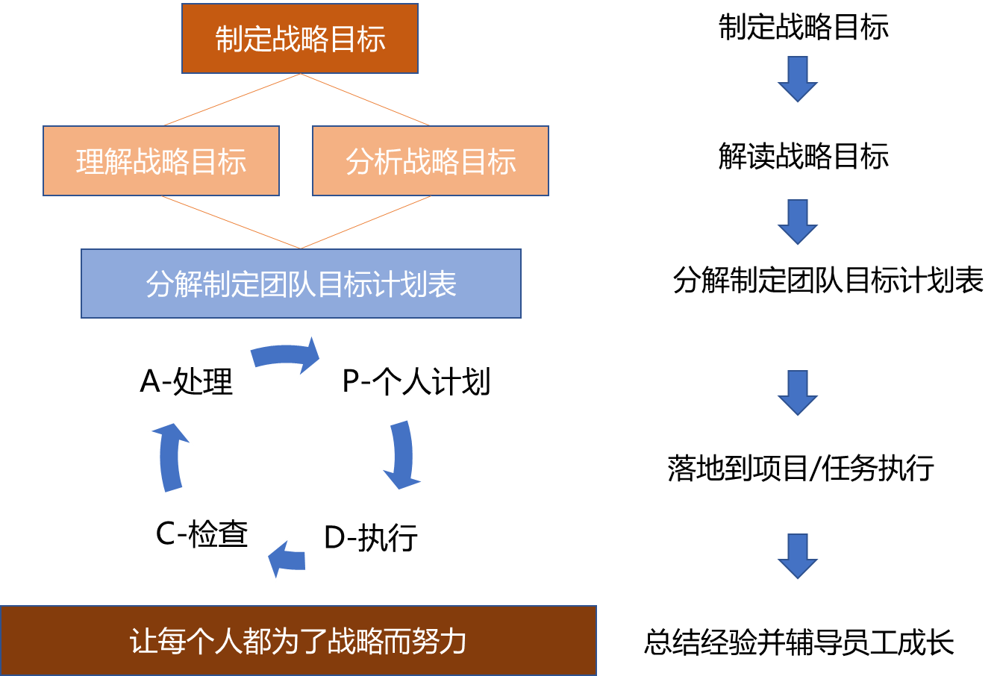 制定战略目标
理解战略目标
分析战略目标
分解制定团队目标计划表
A-处理
P-个人计划
C-检查
D-执行
让每个人都为了战略而努力
制定战略目标
解读战略目标
分解制定团队目标计划表
落地到项目/任务执行
总结经验并辅导员工成长